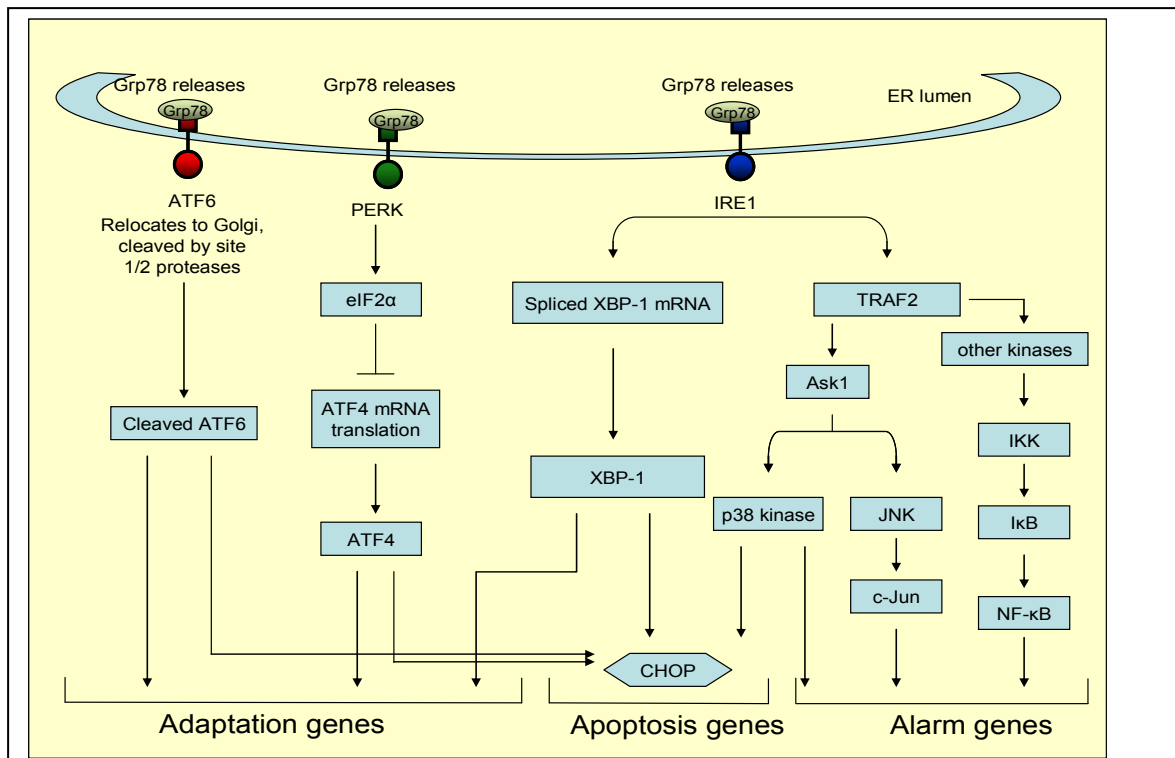 Grp78 releases
Grp78 releases
Grp78 releases
ER lumen
Grp78
Grp78
Grp78
ATF6
Relocates to Golgi,
cleaved by site
1/2 proteases
PERK
IRE1
eIF2α
Spliced XBP-1 mRNA
TRAF2
other kinases
Ask1
ATF4 mRNA
translation
Cleaved ATF6
IKK
XBP-1
p38 kinase
JNK
IκB
ATF4
c-Jun
NF-κB
CHOP
Adaptation genes
Apoptosis genes
Alarm genes